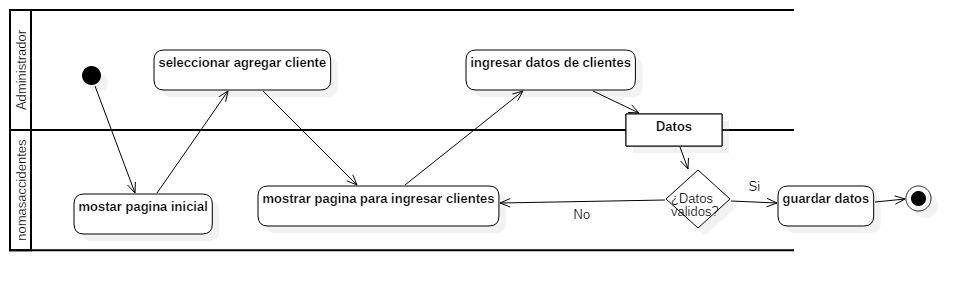 Administrador
seleccionar agregar cliente
ingresar datos de clientes
Datos
nomasaccidentes
mostar pagina inicial
mostrar pagina para ingresar clientes
No
¿Datos
validos?
Si
guardar datos